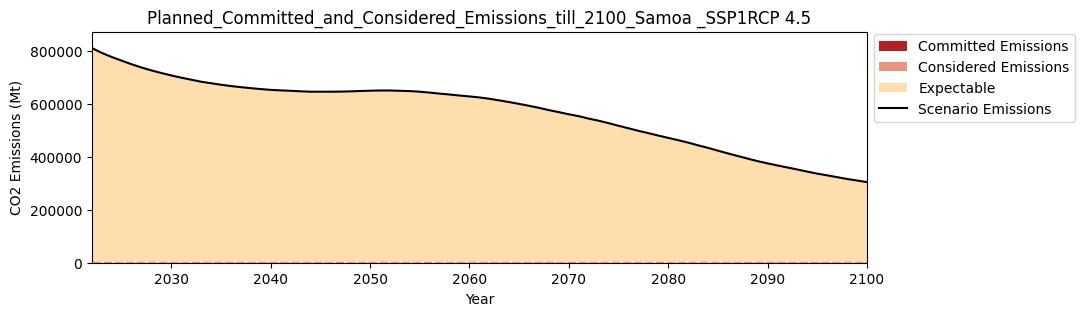 Planned_Committed_and_Considered_Emissions_till_2100_Samoa _SSP1RCP 4.5
800000
600000
400000
200000
0
CO2 Emissions (Mt)
2030
2040
2050
2060
2070
2080
2090
2100
Year
Committed Emissions
Considered Emissions
Expectable
Scenario Emissions